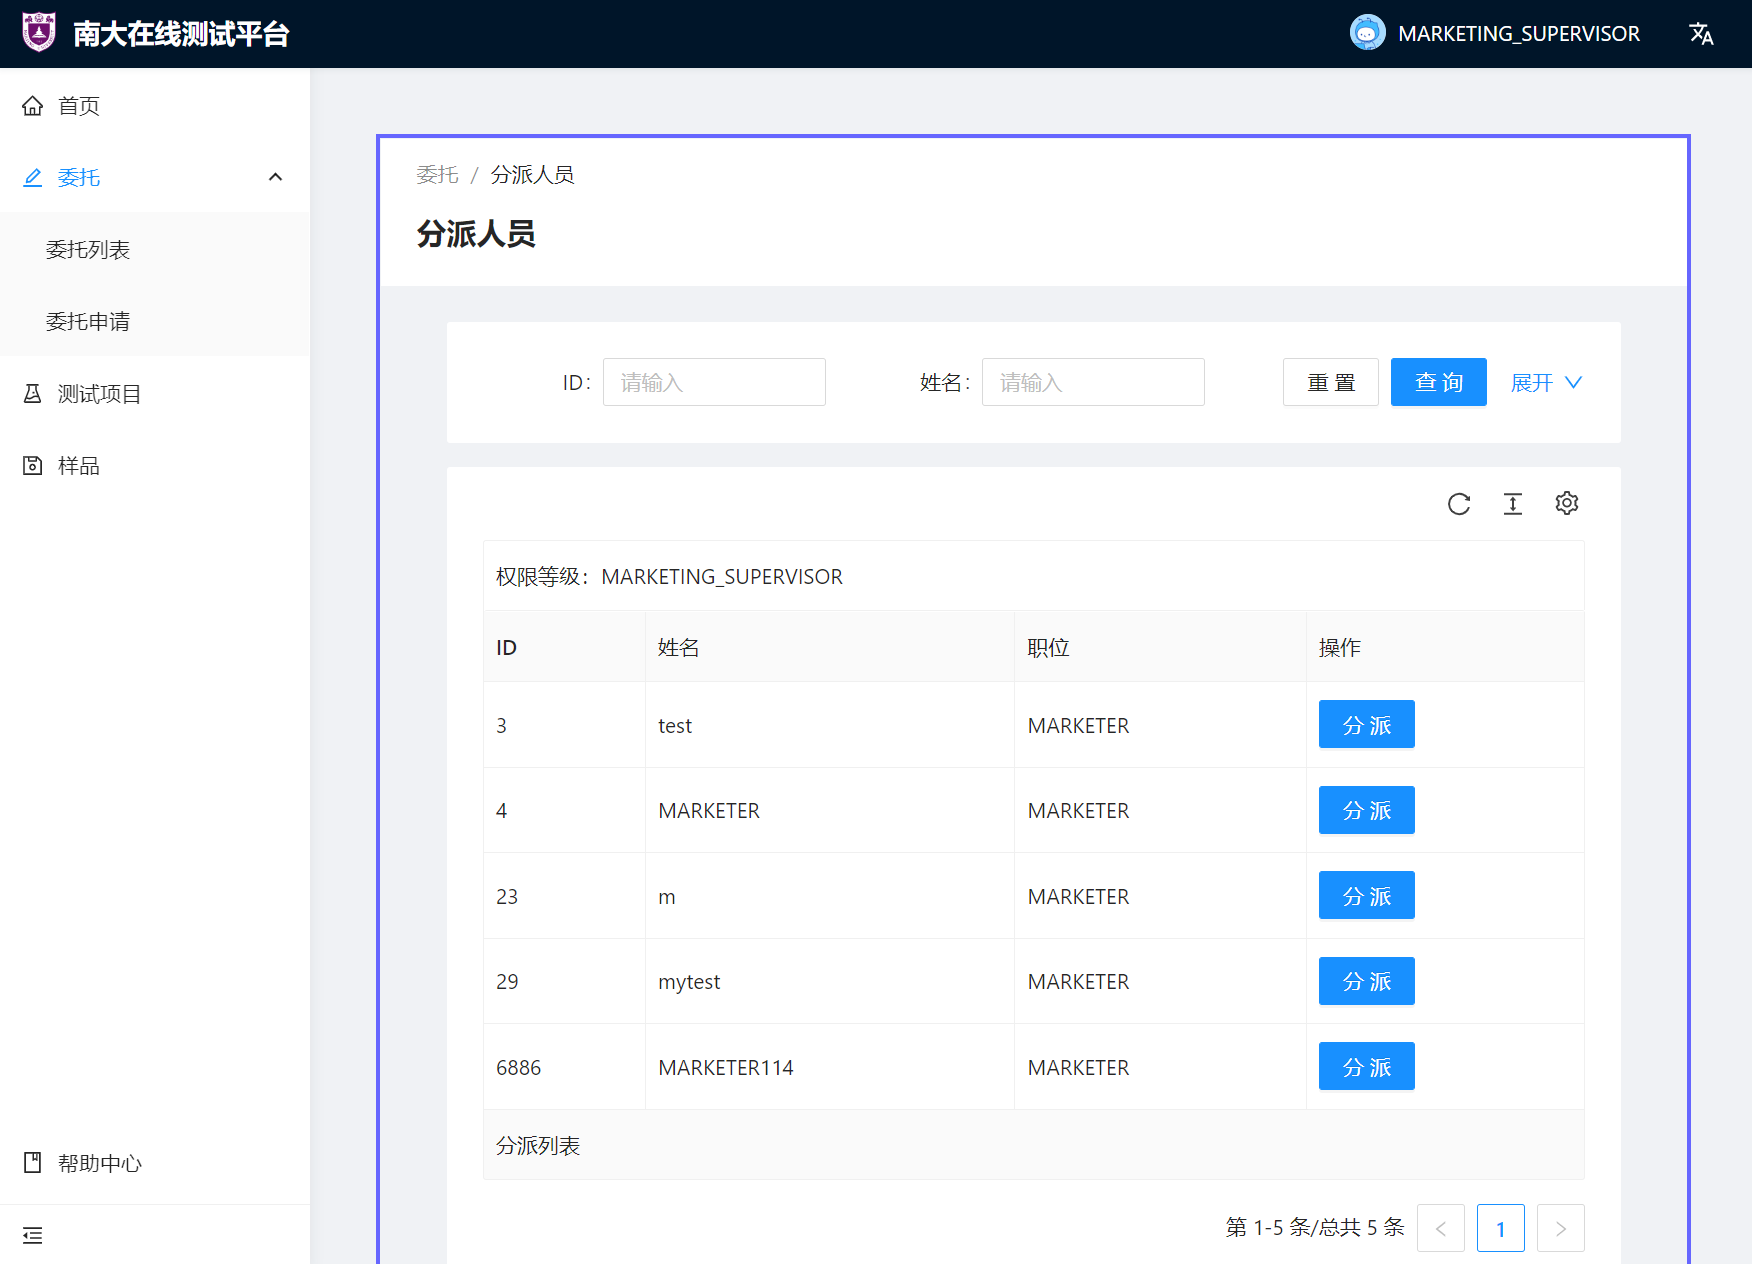 南大在线测试平台
MARKETING_SUPERVISOR
首页
委托
委托列表
委托申请
测试项目
样品
帮助中心
委托 / 分派人员
分派人员
ID: 请输入 姓名: 请输入 重置 查询 展开
权限等级：MARKETING_SUPERVISOR
ID 姓名 职位 操作
3 test MARKETER 分派
4 MARKETER MARKETER 分派
23 m MARKETER 分派
29 mytest MARKETER 分派
6886 MARKETER114 MARKETER 分派
分派列表
第 1-5 条/总共 5 条 < 1 >